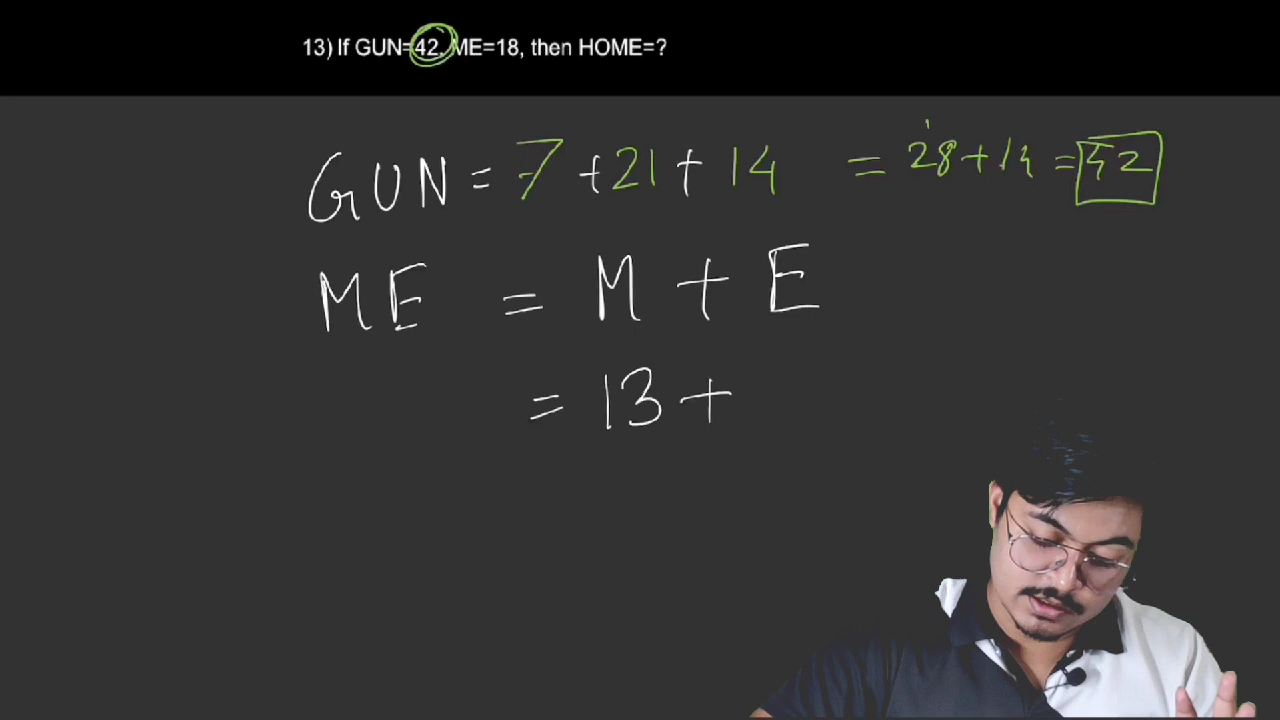 13) If GUN=42, ME=18, then HOME=?
GUN = 7 + 21 + 14 = 28 + 14 = 42
ME = M + E
= 13 +